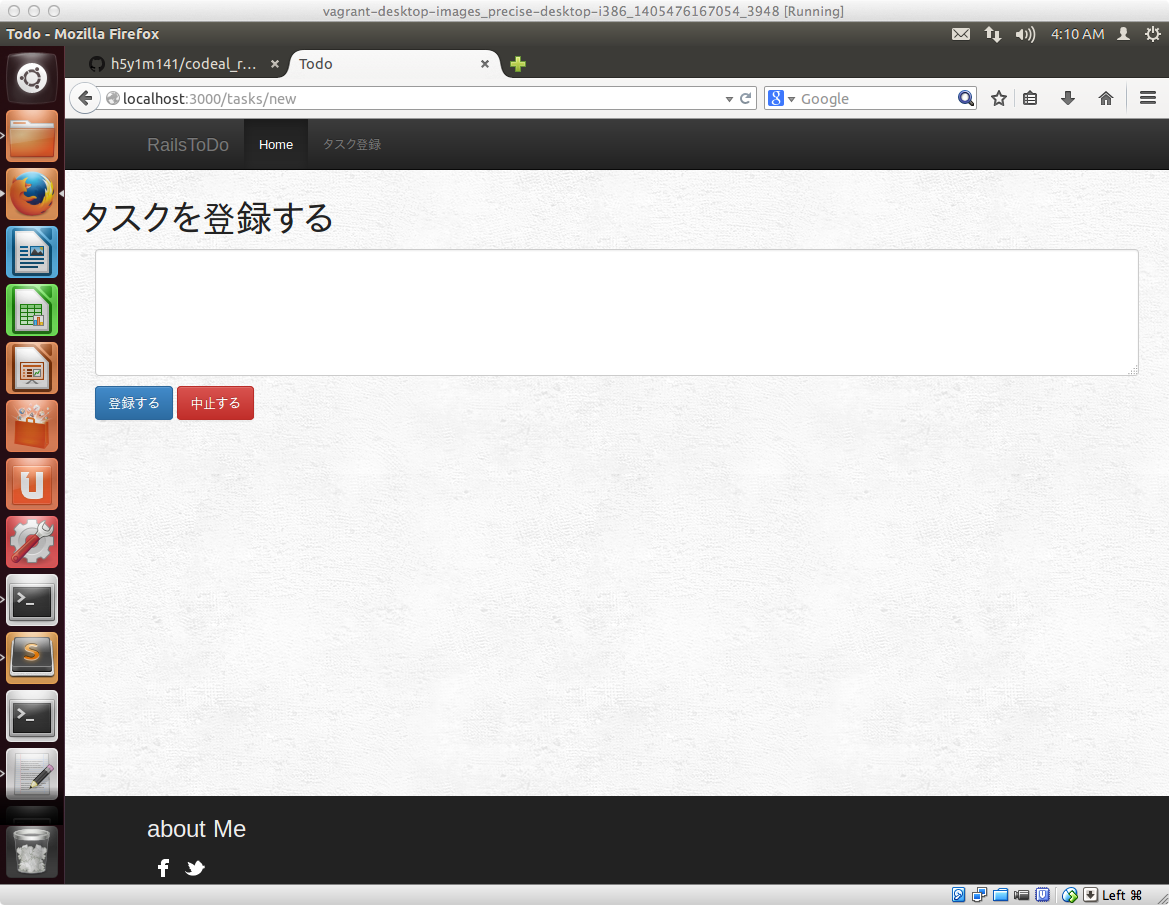 vagrant-desktop-images_precise-desktop-i386_1405476167054_3948 [Running]
Todo - Mozilla Firefox
4:10 AM
h5y1m141/codeal_r...
Todo
localhost:3000/tasks/new
Google
RailsToDo
Home
タスク登録
タスクを登録する
登録する
中止する
about Me
Left ⌘